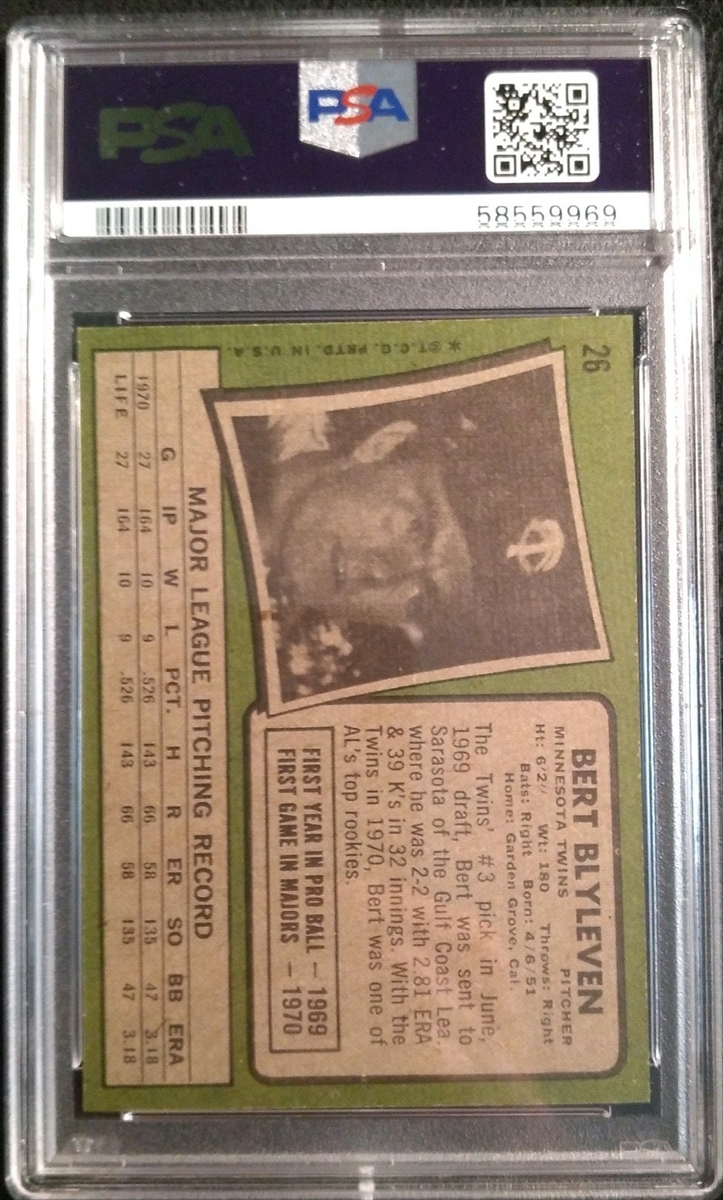 PSA
PSA
58559969
26
* © T.C.G. PRTD. IN U.S.A.
BERT BLYLEVEN
MINNESOTA TWINS PITCHER
Ht: 6'2" Wt: 180 Throws: Right
Bats: Right Born: 4/6/51
Home: Garden Grove, Cal.
The Twins' #3 pick in June,
1969 draft, Bert was sent to
Sarasota of the Gulf Coast Lea.
where he was 2-2 with 2.81 ERA
& 39 K's in 32 innings. With the
Twins in 1970, Bert was one of
AL's top rookies.
FIRST YEAR IN PRO BALL — 1969
FIRST GAME IN MAJORS — 1970
MAJOR LEAGUE PITCHING RECORD
G IP W L PCT. H R ER SO BB ERA
1970 27 164 10 9 .526 143 66 58 135 47 3.18
LIFE 27 164 10 9 .526 143 66 58 135 47 3.18
PSA